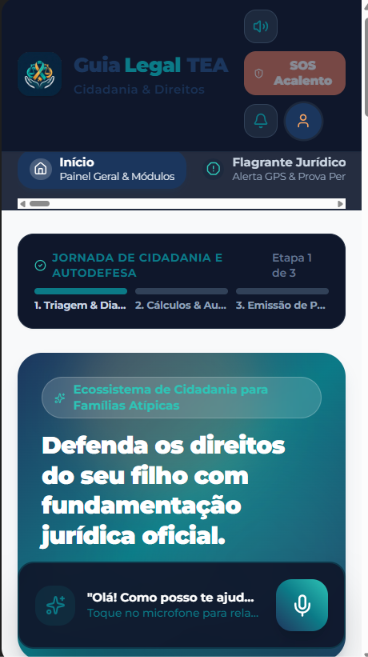 Guia Legal TEA
Cidadania & Direitos
SOS
Acalento
Início
Painel Geral & Módulos
Flagrante Jurídico
Alerta GPS & Prova Per
JORNADA DE CIDADANIA E
AUTODEFESA
Etapa 1
de 3
1. Triagem & Dia...
2. Cálculos & Au...
3. Emissão de P...
Ecossistema de Cidadania para
Famílias Atípicas
Defenda os direitos
do seu filho com
fundamentação
jurídica oficial.
"Olá! Como posso te ajud...
Toque no microfone para rela...